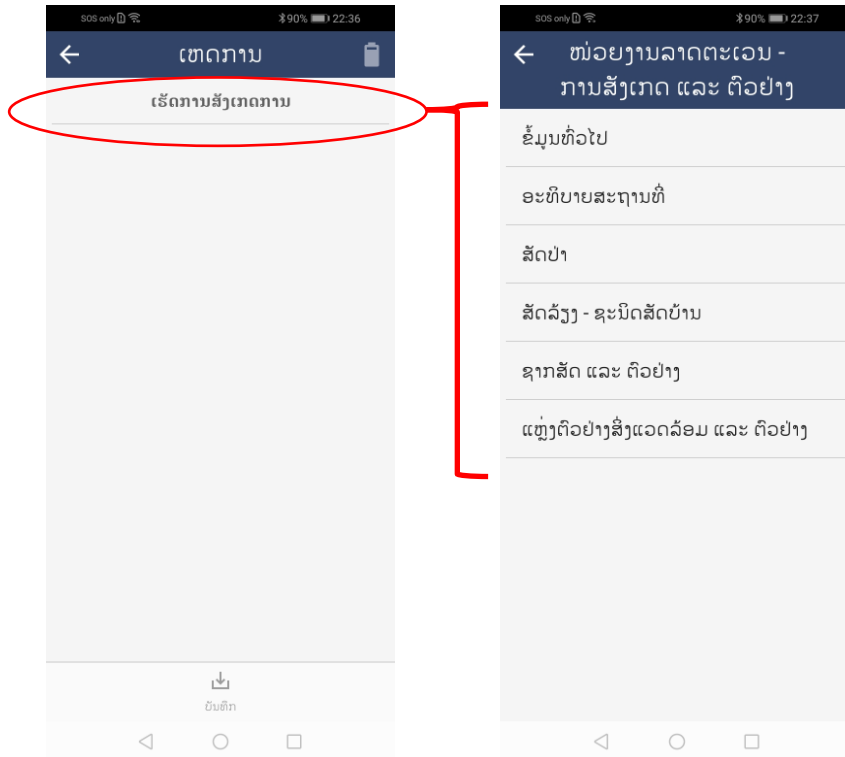 SOS only 90% 22:36
ເຫດການ
ເຮັດການສັງເກດການ
ບັນທຶກ
SOS only 90% 22:37
ໜ່ວຍງານລາດຕະເວນ -
ການສັງເກດ ແລະ ຕົວຢ່າງ
ຂໍ້ມູນທົ່ວໄປ
ອະທິບາຍສະຖານທີ່
ສັດປ່າ
ສັດລ້ຽງ - ຊະນິດສັດບ້ານ
ຊາກສັດ ແລະ ຕົວຢ່າງ
ແຫຼ່ງຕົວຢ່າງສິ່ງແວດລ້ອມ ແລະ ຕົວຢ່າງ